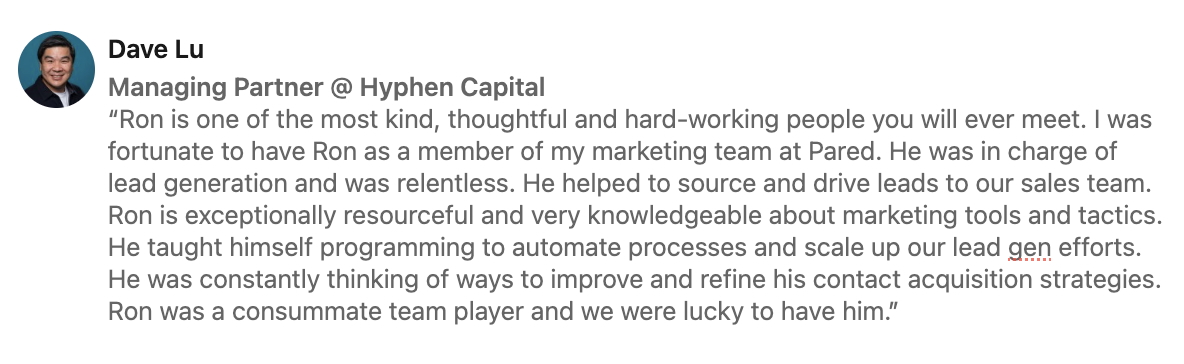 Dave Lu
Managing Partner @ Hyphen Capital
“Ron is one of the most kind, thoughtful and hard-working people you will ever meet. I was
fortunate to have Ron as a member of my marketing team at Pared. He was in charge of
lead generation and was relentless. He helped to source and drive leads to our sales team.
Ron is exceptionally resourceful and very knowledgeable about marketing tools and tactics.
He taught himself programming to automate processes and scale up our lead gen efforts.
He was constantly thinking of ways to improve and refine his contact acquisition strategies.
Ron was a consummate team player and we were lucky to have him.”